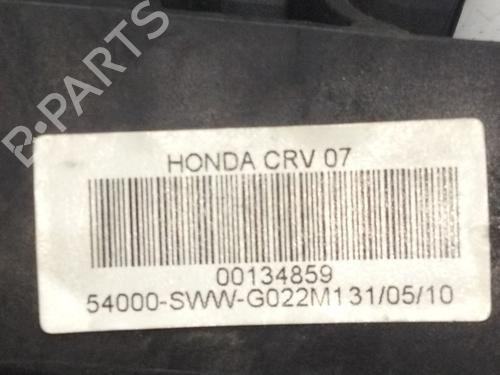 B-PARTS
HONDA CRV 07
00134859
54000-SWW-G022M131/05/10